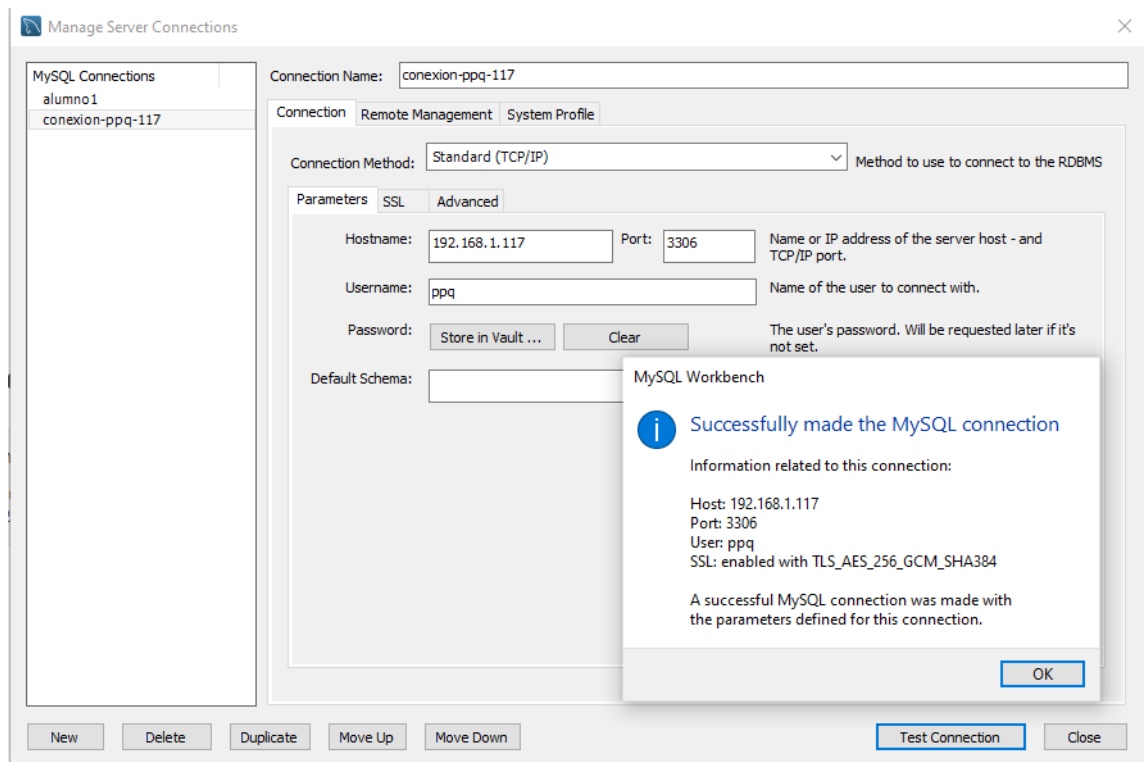 Manage Server Connections
MySQL Connections
alumno1
conexion-ppq-117
Connection Name: conexion-ppq-117
Connection Remote Management System Profile
Connection Method: Standard (TCP/IP) Method to use to connect to the RDBMS
Parameters SSL Advanced
Hostname: 192.168.1.117 Port: 3306 Name or IP address of the server host - and
TCP/IP port.
Username: ppq Name of the user to connect with.
Password: Store in Vault ... Clear The user's password. Will be requested later if it's
not set.
Default Schema:
MySQL Workbench
Successfully made the MySQL connection
Information related to this connection:
Host: 192.168.1.117
Port: 3306
User: ppq
SSL: enabled with TLS_AES_256_GCM_SHA384
A successful MySQL connection was made with
the parameters defined for this connection.
OK
New Delete Duplicate Move Up Move Down Test Connection Close